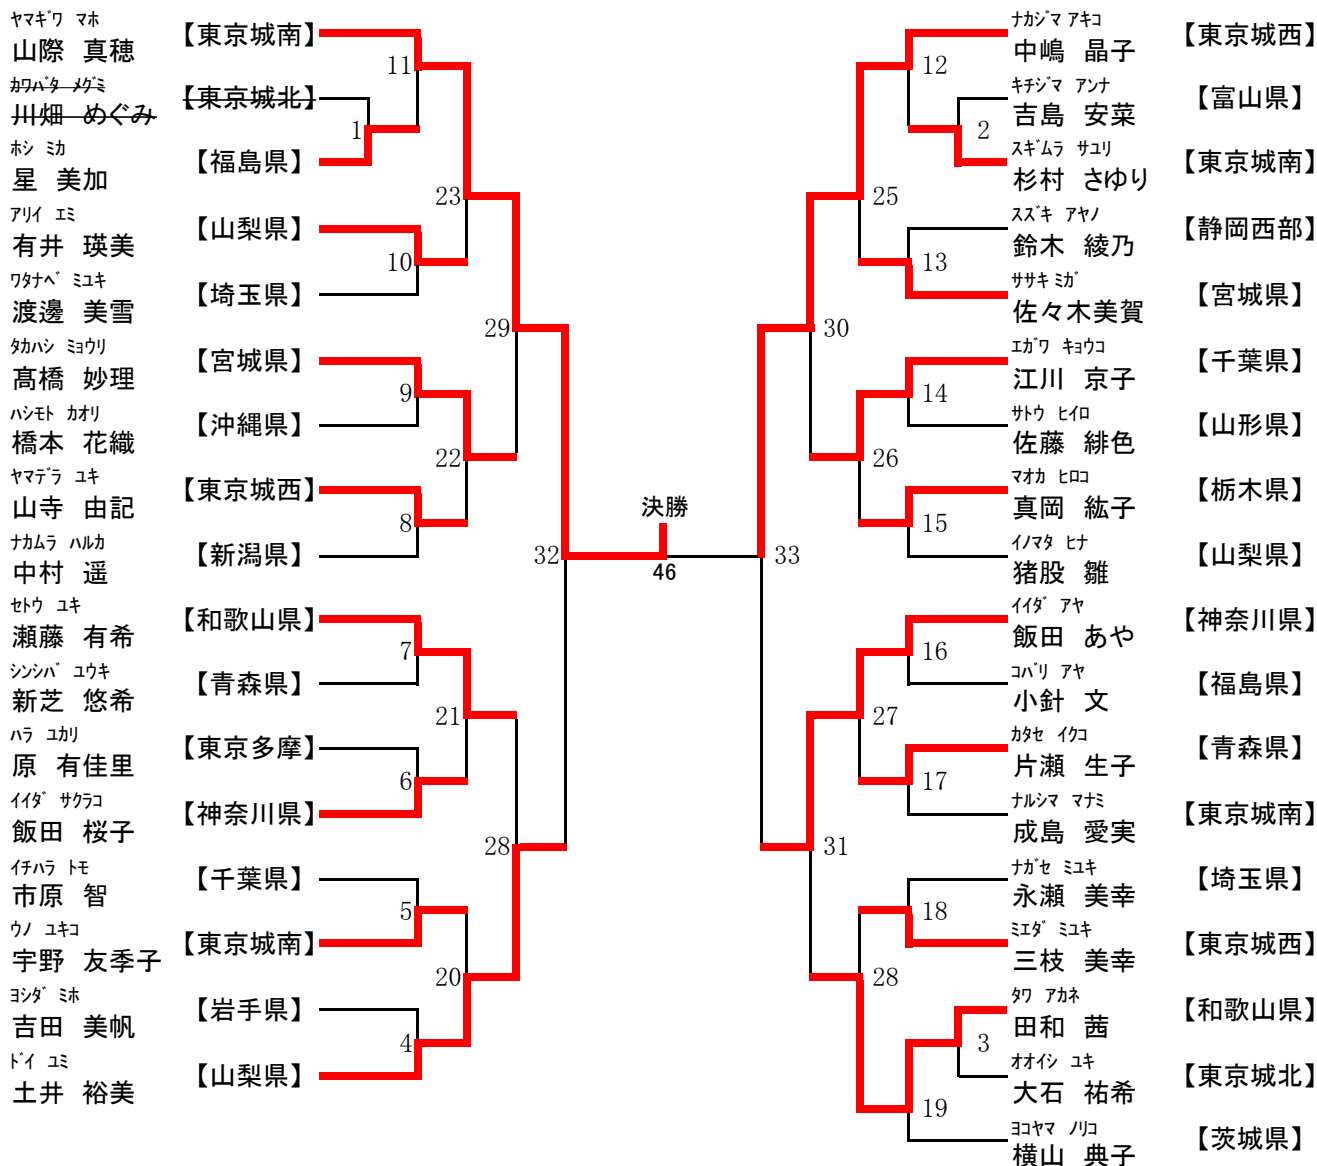 ﾔﾏｷﾞﾜ ﾏﾎ
山際 真穂 【東京城南】
ｶﾜﾊﾞﾀ ﾒｸﾞﾐ
川畑 めぐみ 【東京城北】
ﾎｼ ﾐｶ
星 美加 【福島県】
ｱﾘｲ ｴﾐ
有井 瑛美 【山梨県】
ﾜﾀﾅﾍﾞ ﾐﾕｷ
渡邊 美雪 【埼玉県】
ﾀｶﾊｼ ﾐｮｳﾘ
髙橋 妙理 【宮城県】
ﾊｼﾓﾄ ｶｵﾘ
橋本 花織 【沖縄県】
ﾔﾏﾃﾞﾗ ﾕｷ
山寺 由記 【東京城西】
ﾅｶﾑﾗ ﾊﾙｶ
中村 遥 【新潟県】
ｾﾄｳ ﾕｷ
瀬藤 有希 【和歌山県】
ｼﾝｼﾊﾞ ﾕｳｷ
新芝 悠希 【青森県】
ﾊﾗ ﾕｶﾘ
原 有佳里 【東京多摩】
ｲｲﾀﾞ ｻｸﾗｺ
飯田 桜子 【神奈川県】
ｲﾁﾊﾗ ﾄﾓ
市原 智 【千葉県】
ｳﾉ ﾕｷｺ
宇野 友季子 【東京城南】
ﾖｼﾀﾞ ﾐﾎ
吉田 美帆 【岩手県】
ﾄﾞｲ ﾕﾐ
土井 裕美 【山梨県】
11
1
23
10
29
9
22
8
32
7
21
6
28
5
20
4
決勝
46
12
2
25
13
30
14
26
15
33
16
27
17
31
18
28
3
19
ﾅｶｼﾞﾏ ｱｷｺ
中嶋 晶子 【東京城西】
ｷﾁｼﾞﾏ ｱﾝﾅ
吉島 安菜 【富山県】
ｽｷﾞﾑﾗ ｻﾕﾘ
杉村 さゆり 【東京城南】
ｽｽﾞｷ ｱﾔﾉ
鈴木 綾乃 【静岡西部】
ｻｻｷ ﾐｶﾞ
佐々木美賀 【宮城県】
ｴｶﾞﾜ ｷｮｳｺ
江川 京子 【千葉県】
ｻﾄｳ ﾋｲﾛ
佐藤 緋色 【山形県】
ﾏｵｶ ﾋﾛｺ
真岡 紘子 【栃木県】
ｲﾉﾏﾀ ﾋﾅ
猪股 雛 【山梨県】
ｲｲﾀﾞ ｱﾔ
飯田 あや 【神奈川県】
ｺﾊﾞﾘ ｱﾔ
小針 文 【福島県】
ｶﾀｾ ｲｸｺ
片瀬 生子 【青森県】
ﾅﾙｼﾏ ﾏﾅﾐ
成島 愛実 【東京城南】
ﾅｶﾞｾ ﾐﾕｷ
永瀬 美幸 【埼玉県】
ﾐｴﾀﾞ ﾐﾕｷ
三枝 美幸 【東京城西】
ﾀﾜ ｱｶﾈ
田和 茜 【和歌山県】
ｵｵｲｼ ﾕｷ
大石 祐希 【東京城北】
ﾖｺﾔﾏ ﾉﾘｺ
横山 典子 【茨城県】